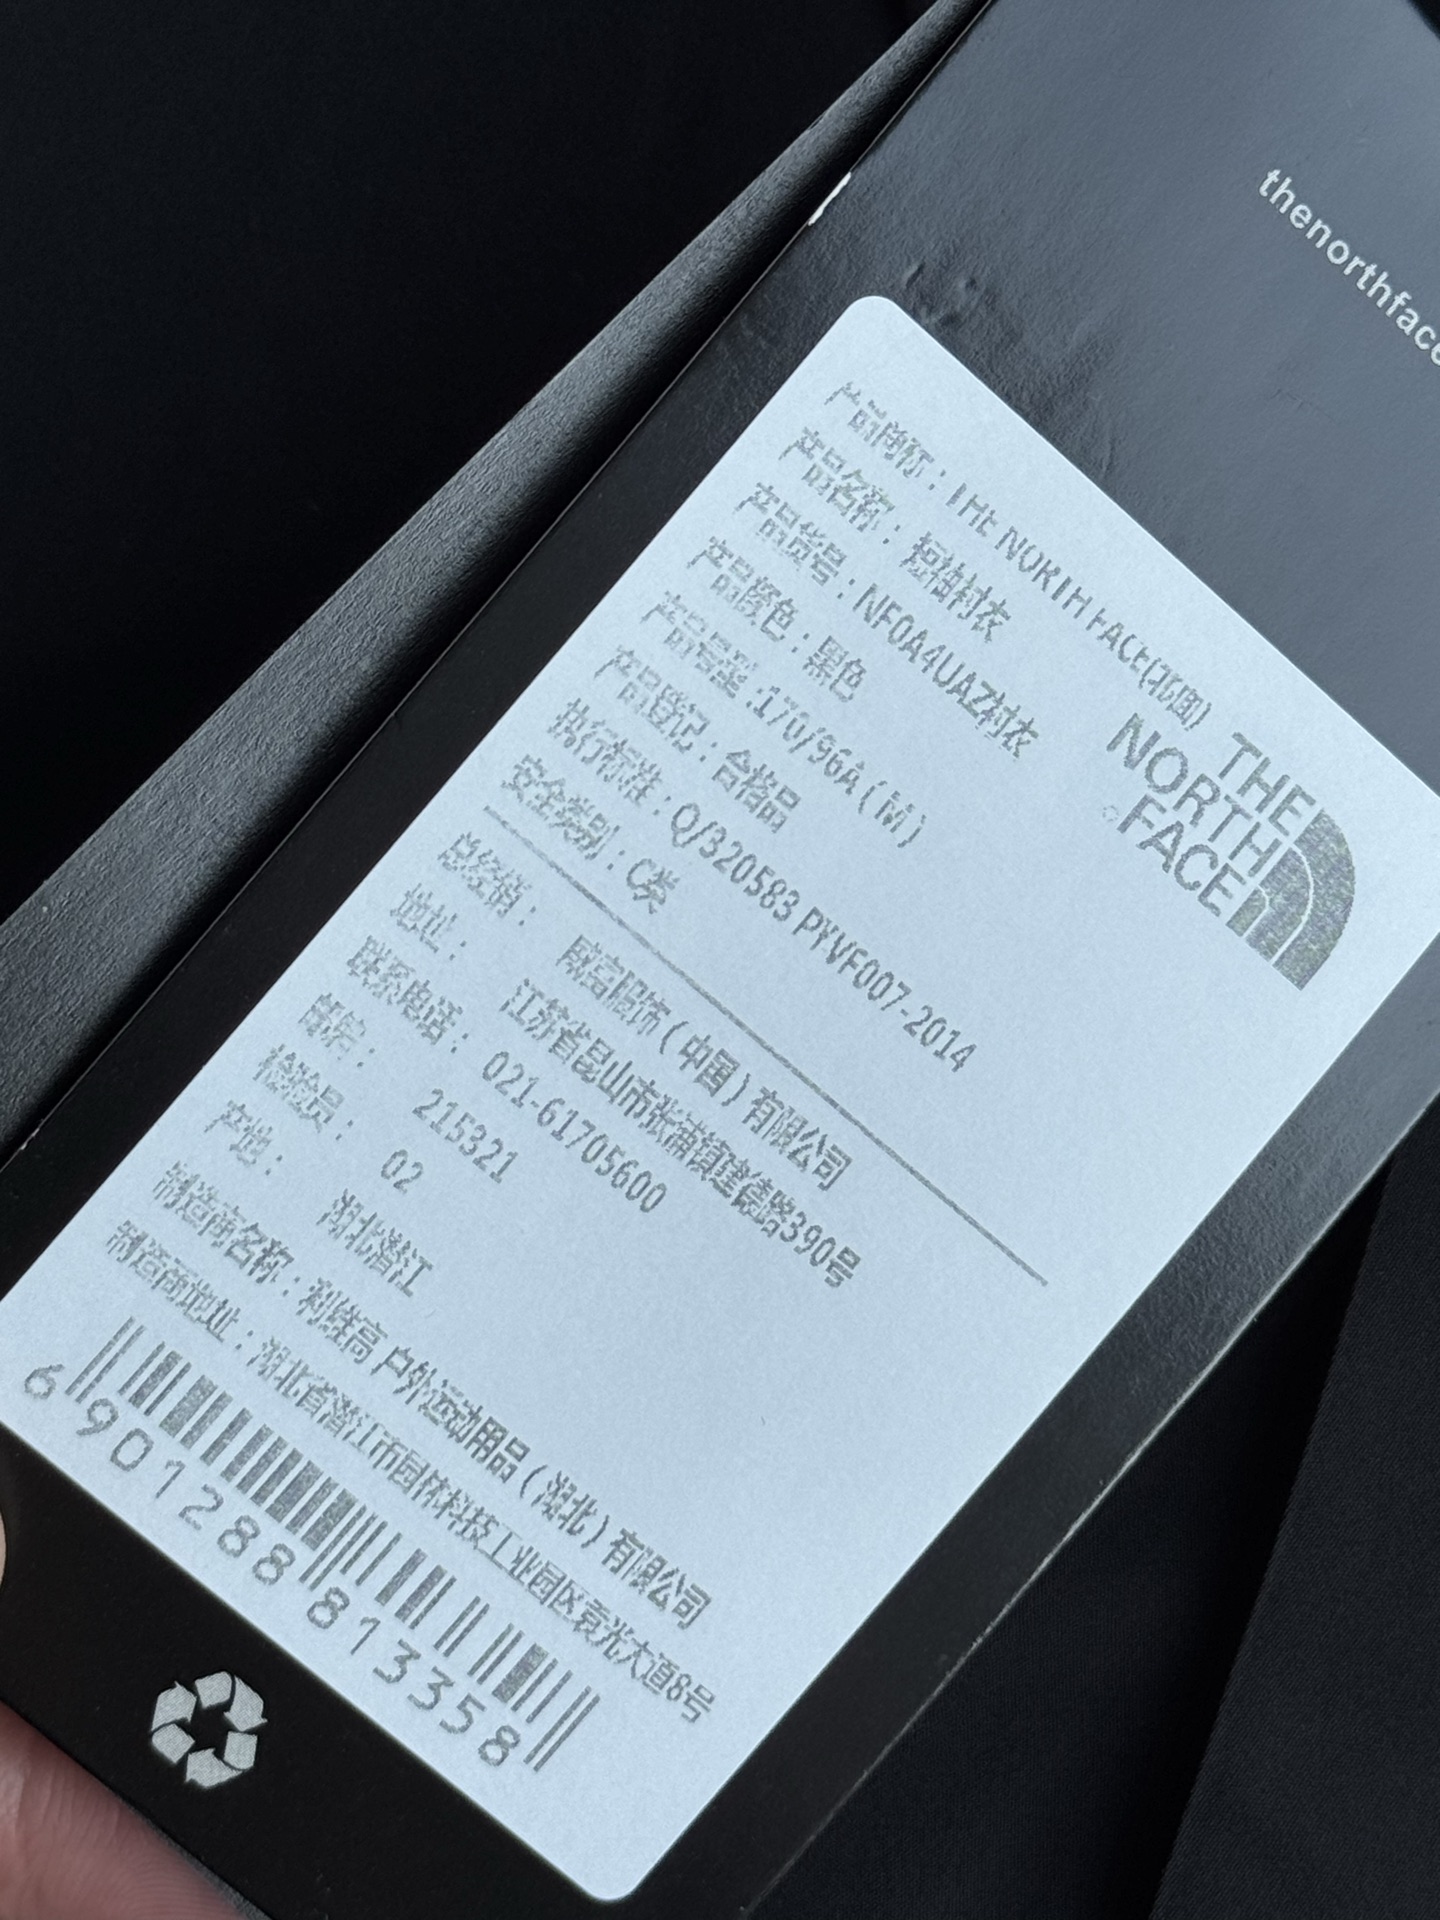 thenorthface
产品商标：THE NORTH FACE(北面)
产品名称：短袖衬衣
产品货号：NF0A4UAZ衬衣
产品颜色：黑色
产品号型:170/96A(M)
产品登记：合格品
执行标准：Q/320583 PYVF007-2014
安全类别：C类
THE
NORTH
FACE
总经销： 威富服饰(中国)有限公司
地址： 江苏省昆山市张浦镇建德路390号
联系电话： 021-61705600
邮编： 215321
检验员： 02
产地： 湖北潜江
制造商名称：利维高 户外运动用品(湖北)有限公司
制造商地址：湖北省潜江市园林科技工业园区袁光大道8号
6901288813358